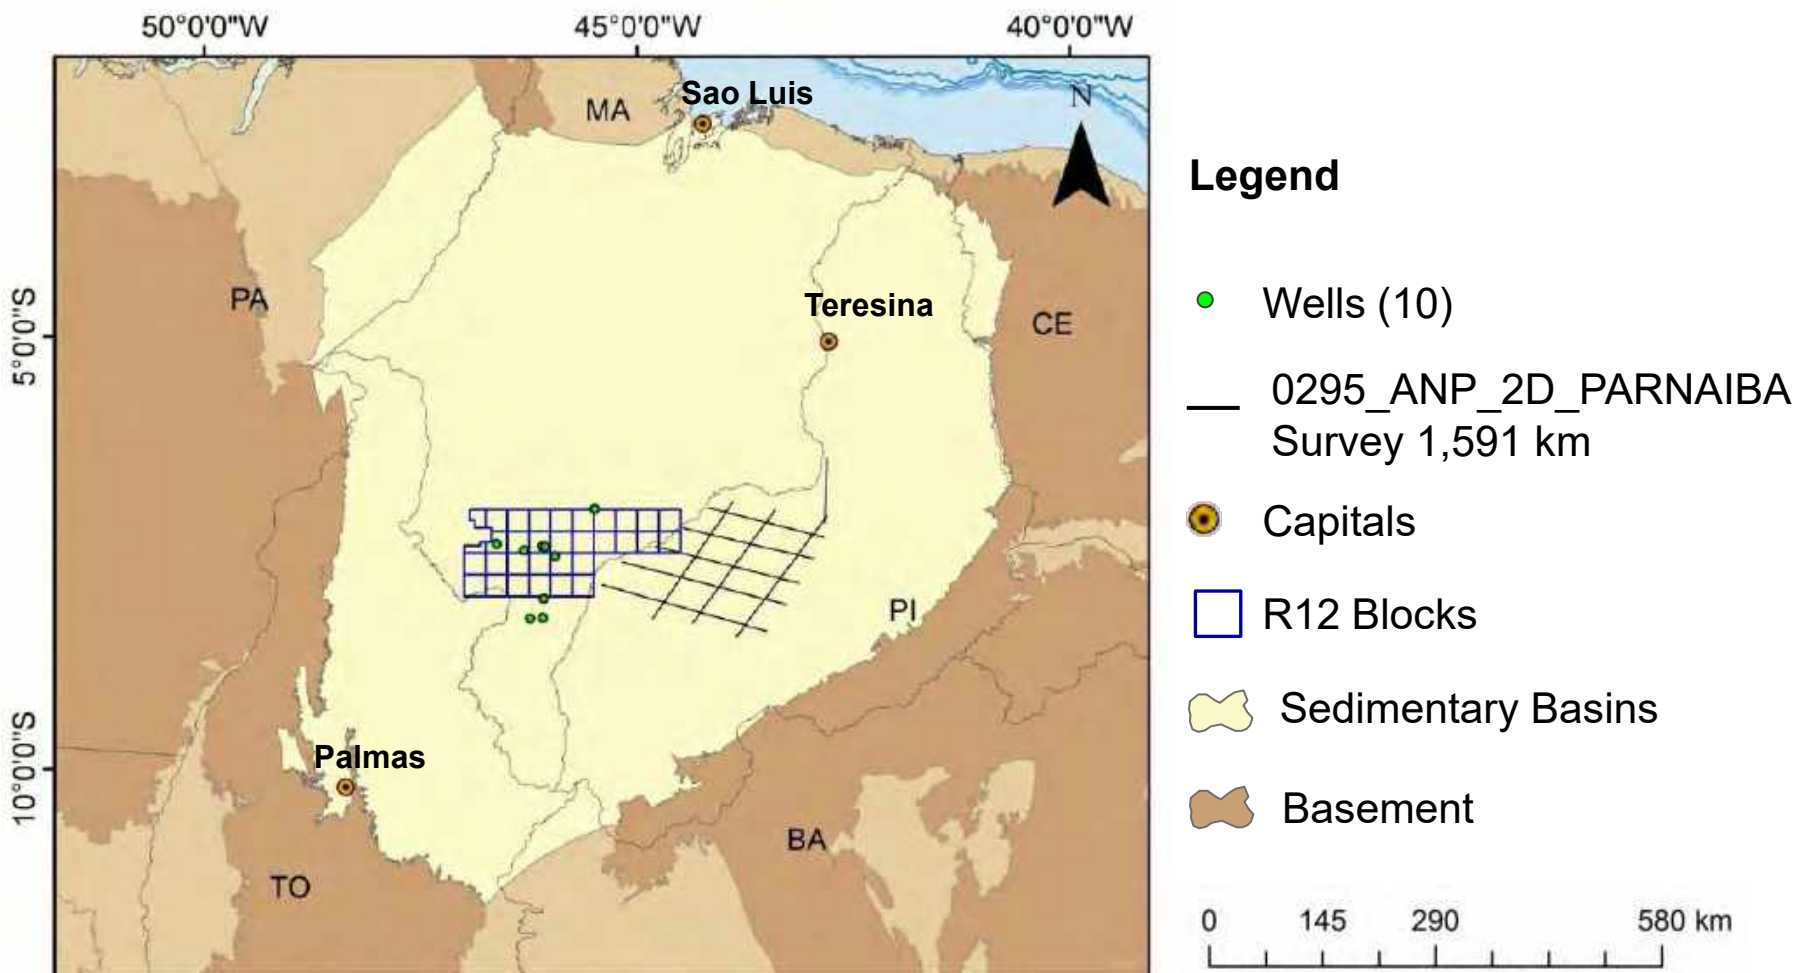 50°0'0"W
45°0'0"W
40°0'0"W
MA
Sao Luis
N
PA
Teresina
CE
5°0'0"S
PI
10°0'0"S
Palmas
BA
TO
Legend
Wells (10)
0295_ANP_2D_PARNAIBA
Survey 1,591 km
Capitals
R12 Blocks
Sedimentary Basins
Basement
0 145 290 580 km